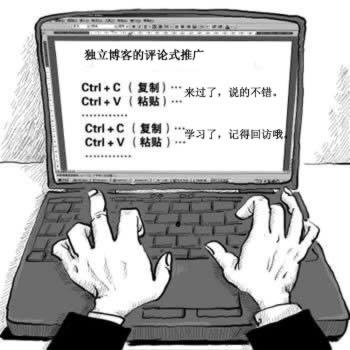 独立博客的评论式推广
Ctrl + C （ 复制 ）… 来过了，说的不错。
Ctrl + V （ 粘贴 ）…
…………
Ctrl + C （ 复制 ）… 学习了，记得回访哦。
Ctrl + V （ 粘贴 ）…
…………